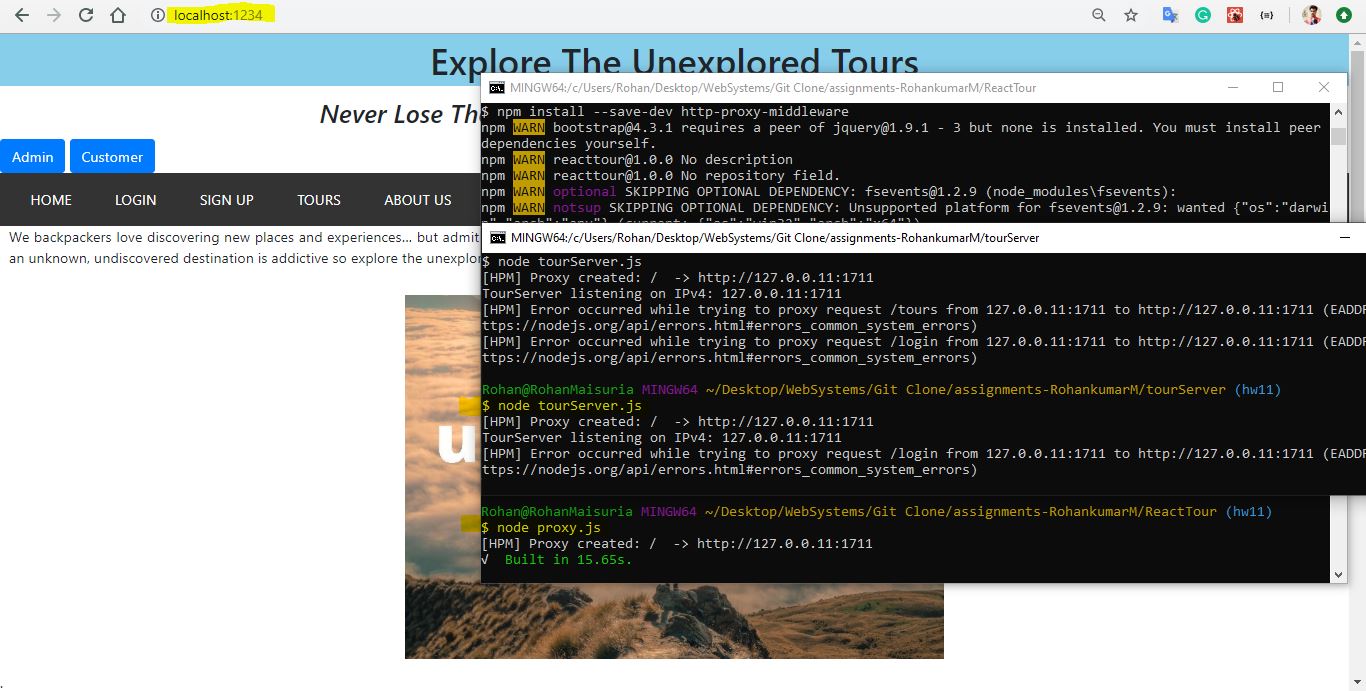 localhost:1234
Explore The Unexplored Tours
Never Lose Th
Admin Customer
HOME LOGIN SIGN UP TOURS ABOUT US
We backpackers love discovering new places and experiences... but admit
an unknown, undiscovered destination is addictive so explore the unexplor
u
MINGW64:/c/Users/Rohan/Desktop/WebSystems/Git Clone/assignments-RohankumarM/ReactTour
$ npm install --save-dev http-proxy-middleware
npm WARN bootstrap@4.3.1 requires a peer of jquery@1.9.1 - 3 but none is installed. You must install peer
dependencies yourself.
npm WARN reacttour@1.0.0 No description
npm WARN reacttour@1.0.0 No repository field.
npm WARN optional SKIPPING OPTIONAL DEPENDENCY: fsevents@1.2.9 (node_modules\fsevents):
npm WARN notsup SKIPPING OPTIONAL DEPENDENCY: Unsupported platform for fsevents@1.2.9: wanted {"os":"darwi
n","arch":"any"} (current: {"os":"win32","arch":"x64"})
MINGW64:/c/Users/Rohan/Desktop/WebSystems/Git Clone/assignments-RohankumarM/tourServer
$ node tourServer.js
[HPM] Proxy created: /  -> http://127.0.0.11:1711
TourServer listening on IPv4: 127.0.0.11:1711
[HPM] Error occurred while trying to proxy request /tours from 127.0.0.11:1711 to http://127.0.0.11:1711 (EADDR
ttps://nodejs.org/api/errors.html#errors_common_system_errors)
[HPM] Error occurred while trying to proxy request /login from 127.0.0.11:1711 to http://127.0.0.11:1711 (EADDR
ttps://nodejs.org/api/errors.html#errors_common_system_errors)
Rohan@RohanMaisuria MINGW64 ~/Desktop/WebSystems/Git Clone/assignments-RohankumarM/tourServer (hw11)
$ node tourServer.js
[HPM] Proxy created: /  -> http://127.0.0.11:1711
TourServer listening on IPv4: 127.0.0.11:1711
[HPM] Error occurred while trying to proxy request /login from 127.0.0.11:1711 to http://127.0.0.11:1711 (EADDR
ttps://nodejs.org/api/errors.html#errors_common_system_errors)
Rohan@RohanMaisuria MINGW64 ~/Desktop/WebSystems/Git Clone/assignments-RohankumarM/ReactTour (hw11)
$ node proxy.js
[HPM] Proxy created: /  -> http://127.0.0.11:1711
√  Built in 15.65s.